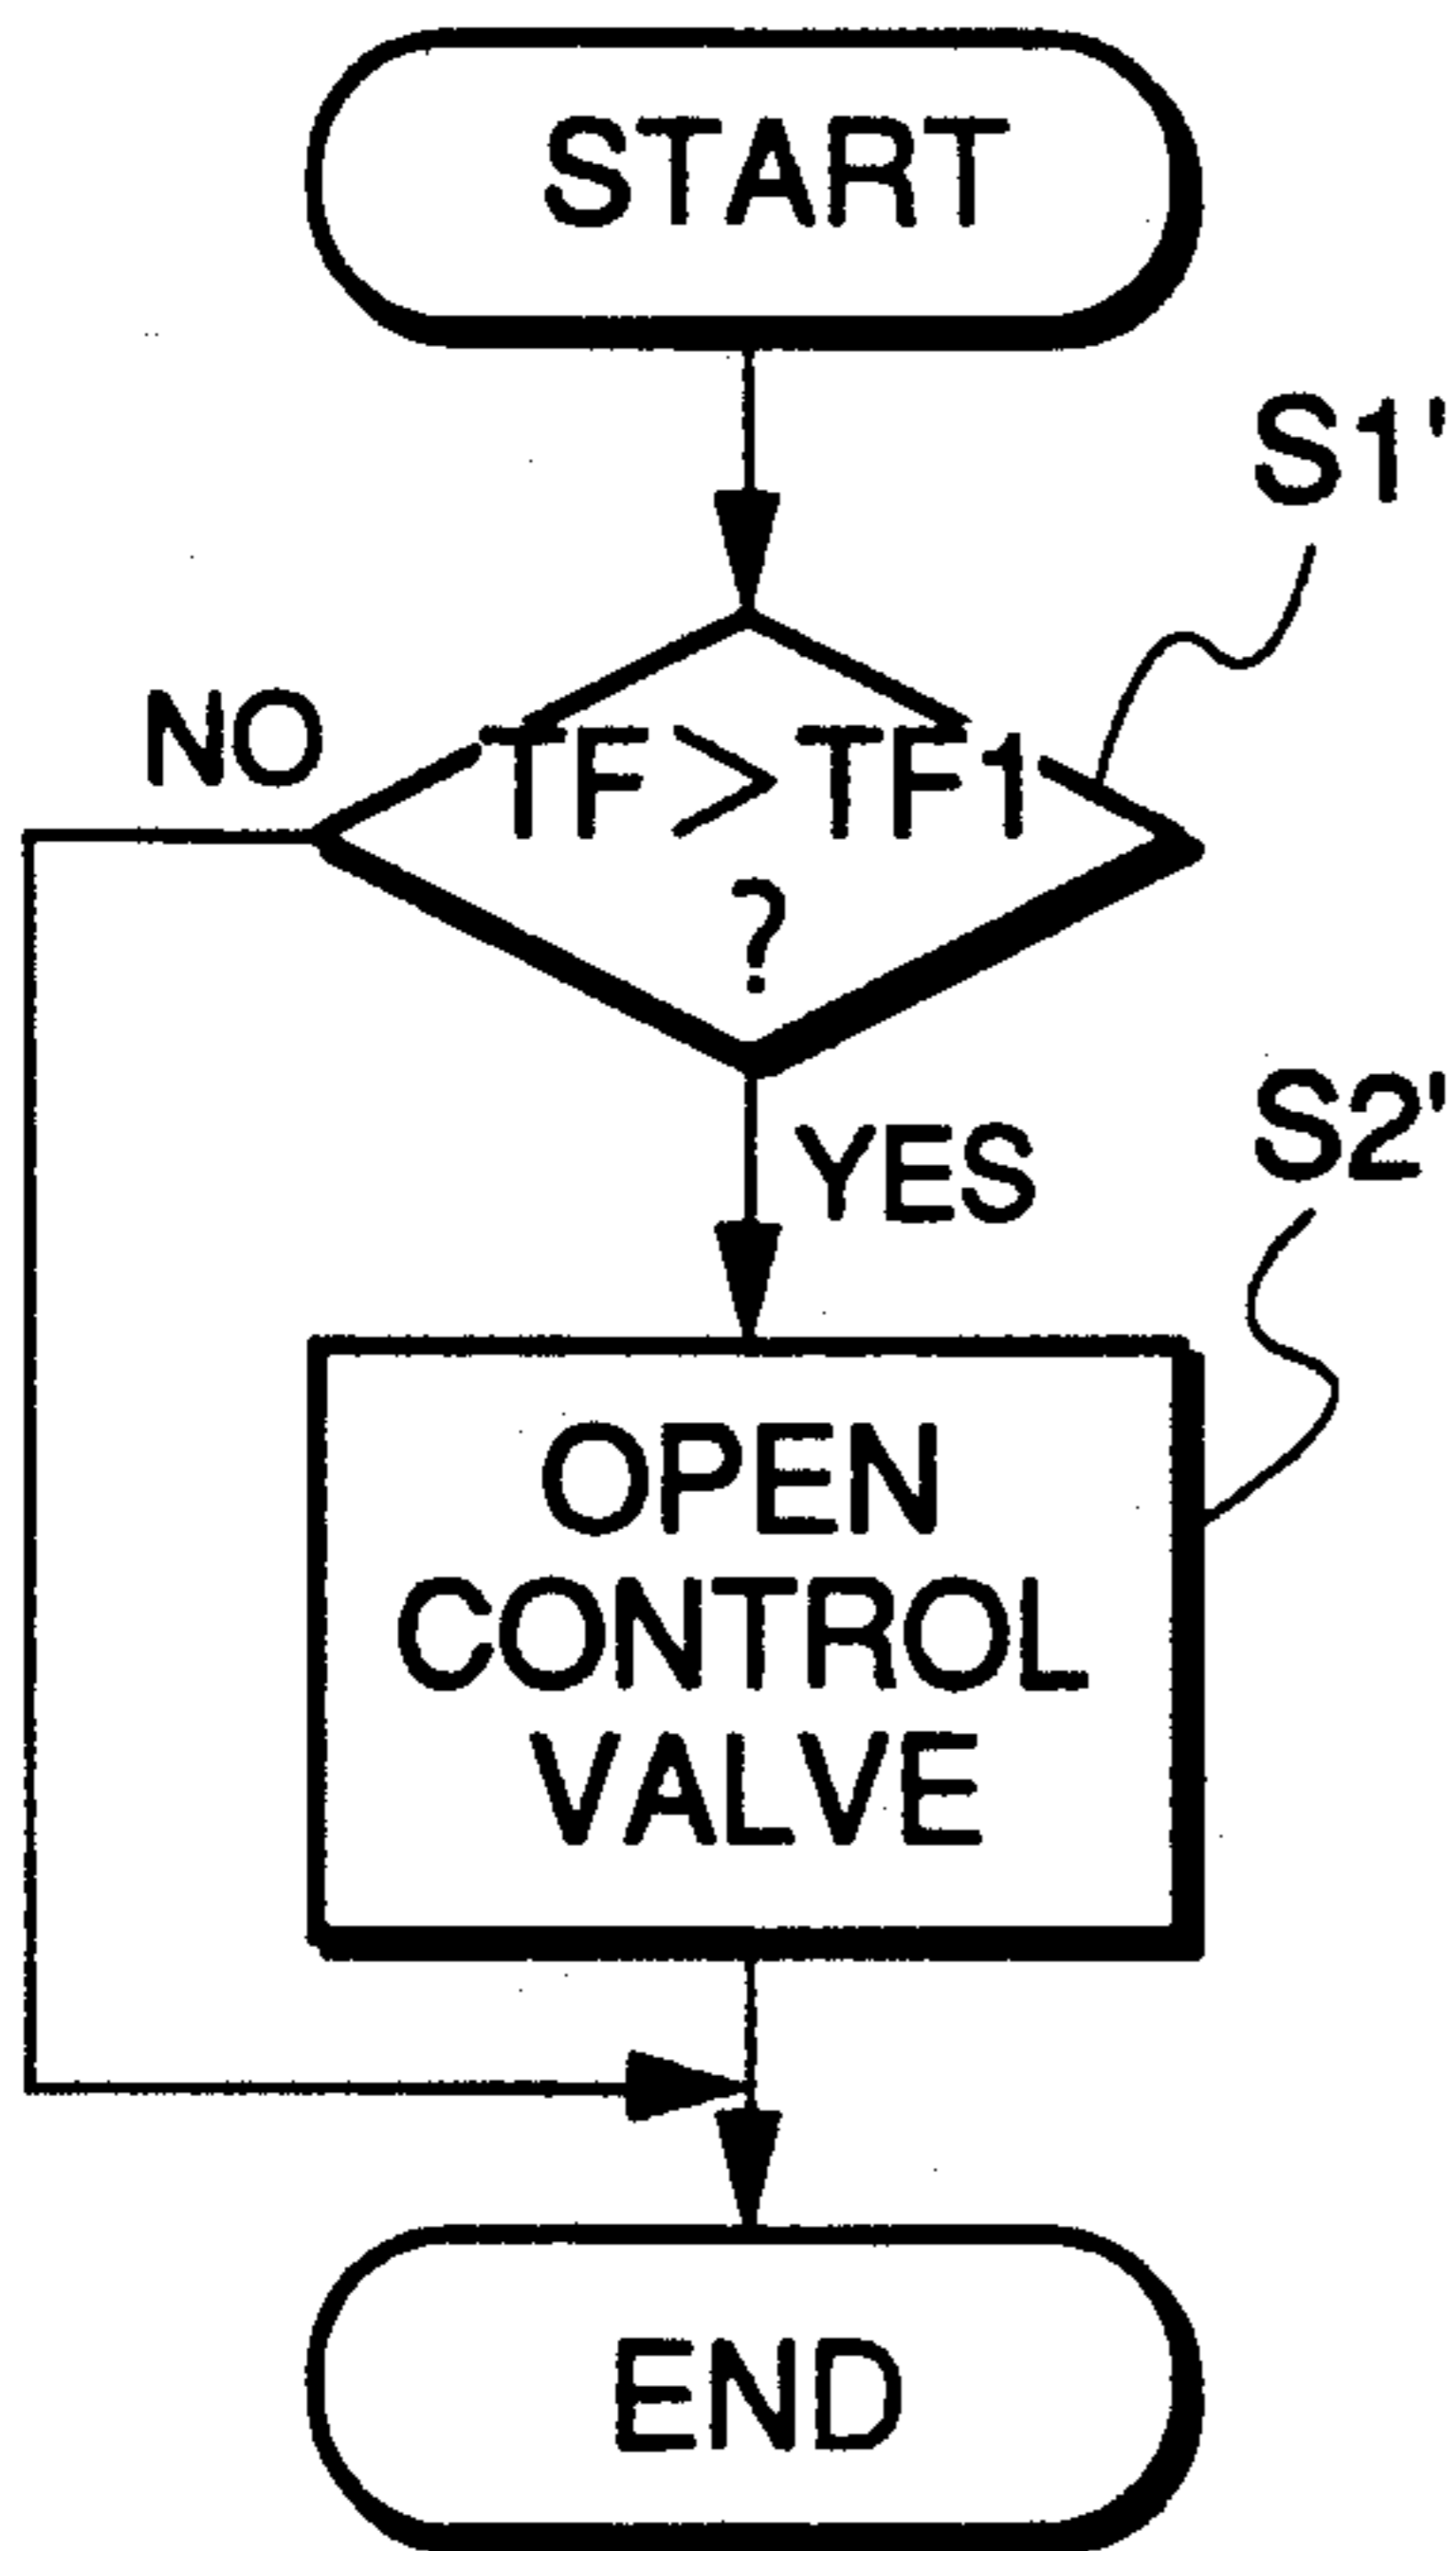 START
S1'
NO
TF>TF1
?
YES
S2'
OPEN
CONTROL
VALVE
END